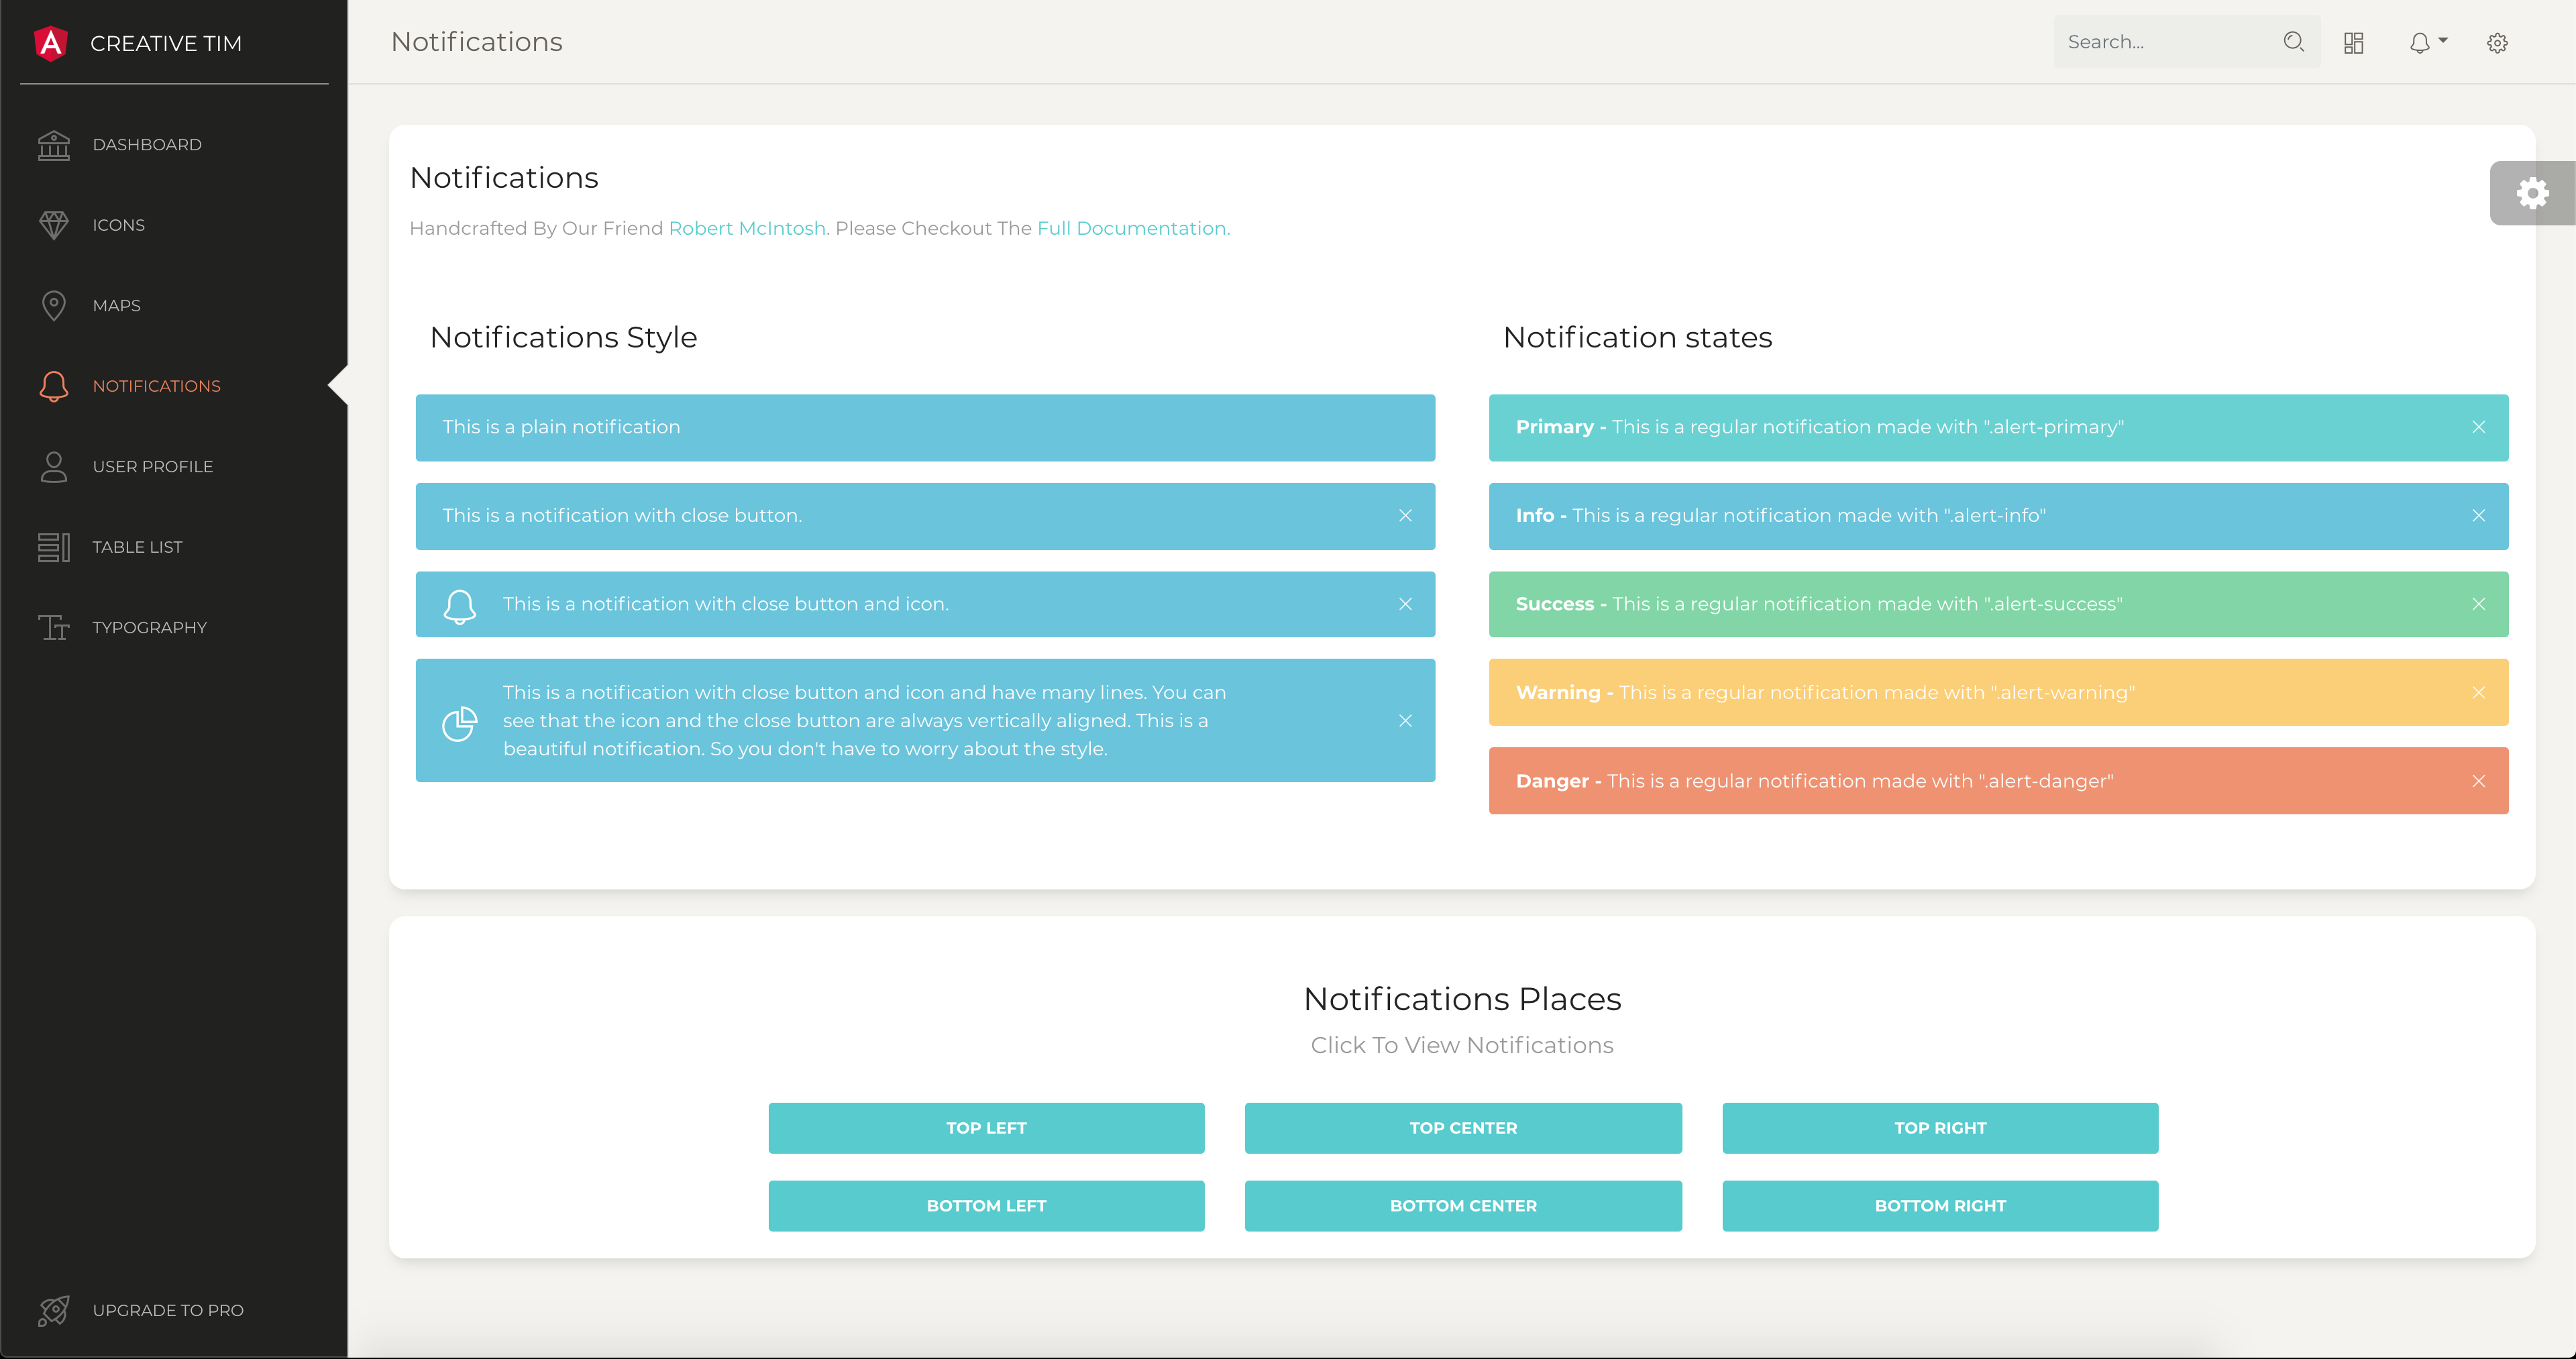 CREATIVE TIM
DASHBOARD
ICONS
MAPS
NOTIFICATIONS
USER PROFILE
TABLE LIST
TYPOGRAPHY
UPGRADE TO PRO
Notifications
Search...
Notifications
Handcrafted By Our Friend Robert McIntosh. Please Checkout The Full Documentation.
Notifications Style
This is a plain notification
This is a notification with close button.
This is a notification with close button and icon.
This is a notification with close button and icon and have many lines. You can
see that the icon and the close button are always vertically aligned. This is a
beautiful notification. So you don't have to worry about the style.
Notification states
Primary - This is a regular notification made with ".alert-primary"
Info - This is a regular notification made with ".alert-info"
Success - This is a regular notification made with ".alert-success"
Warning - This is a regular notification made with ".alert-warning"
Danger - This is a regular notification made with ".alert-danger"
Notifications Places
Click To View Notifications
TOP LEFT
TOP CENTER
TOP RIGHT
BOTTOM LEFT
BOTTOM CENTER
BOTTOM RIGHT